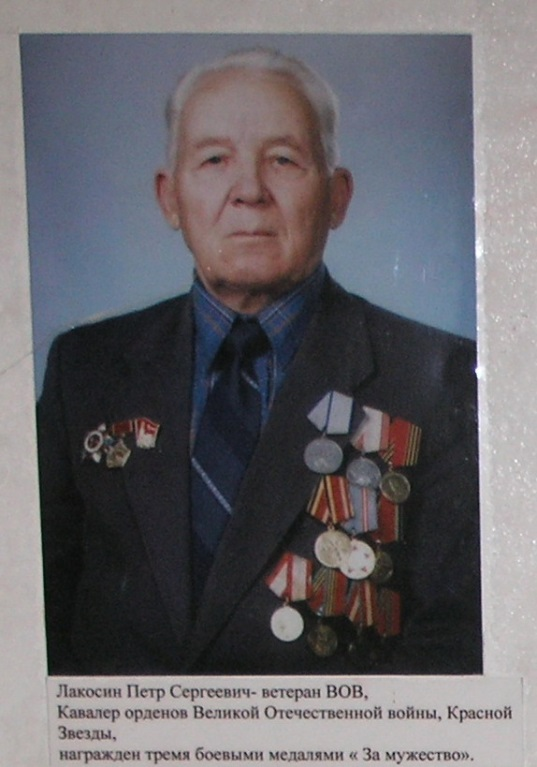 Лакосин Петр Сергеевич- ветеран ВОВ,
Кавалер орденов Великой Отечественной войны, Красной
Звезды,
награжден тремя боевыми медалями « За мужество».